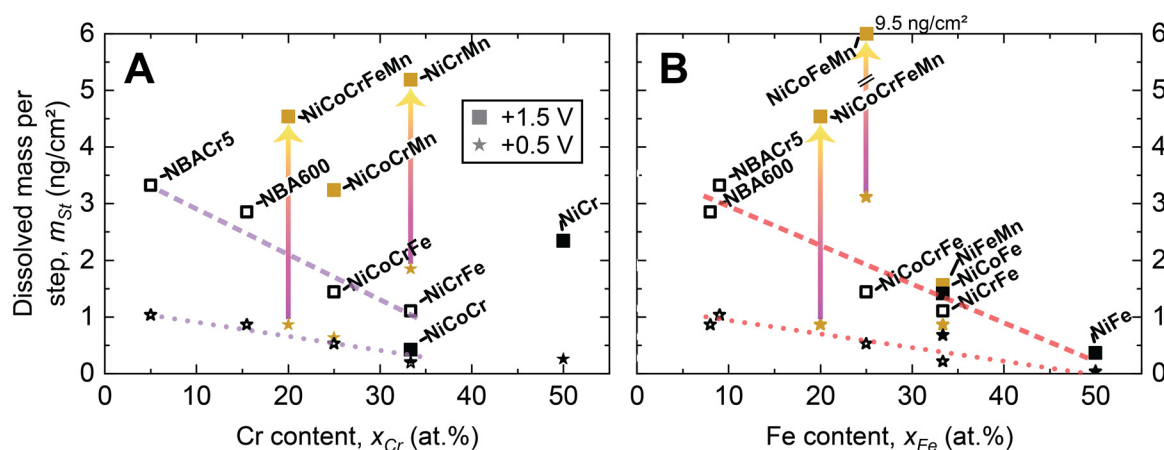 Dissolved mass per
step, m_St (ng/cm²)
6
5
4
3
2
1
0
A
-NBACr5
-NBA600
-NiCoCrFeMn
-NiCoCrMn
-NiCrMn
+1.5 V
+0.5 V
NiCr
-NiCoCrFe
-NiCrFe
-NiCoCr
0
10
20
30
40
50
Cr content, x_Cr (at.%)
B
9.5 ng/cm²
NiCoFeMn
-NiCoCrFeMn
-NBACr5
NBA600
-NiCoCrFe
NiFeMn
-NiCoFe
-NiCrFe
NiFe
6
5
4
3
2
1
0
0
10
20
30
40
50
Fe content, x_Fe (at.%)